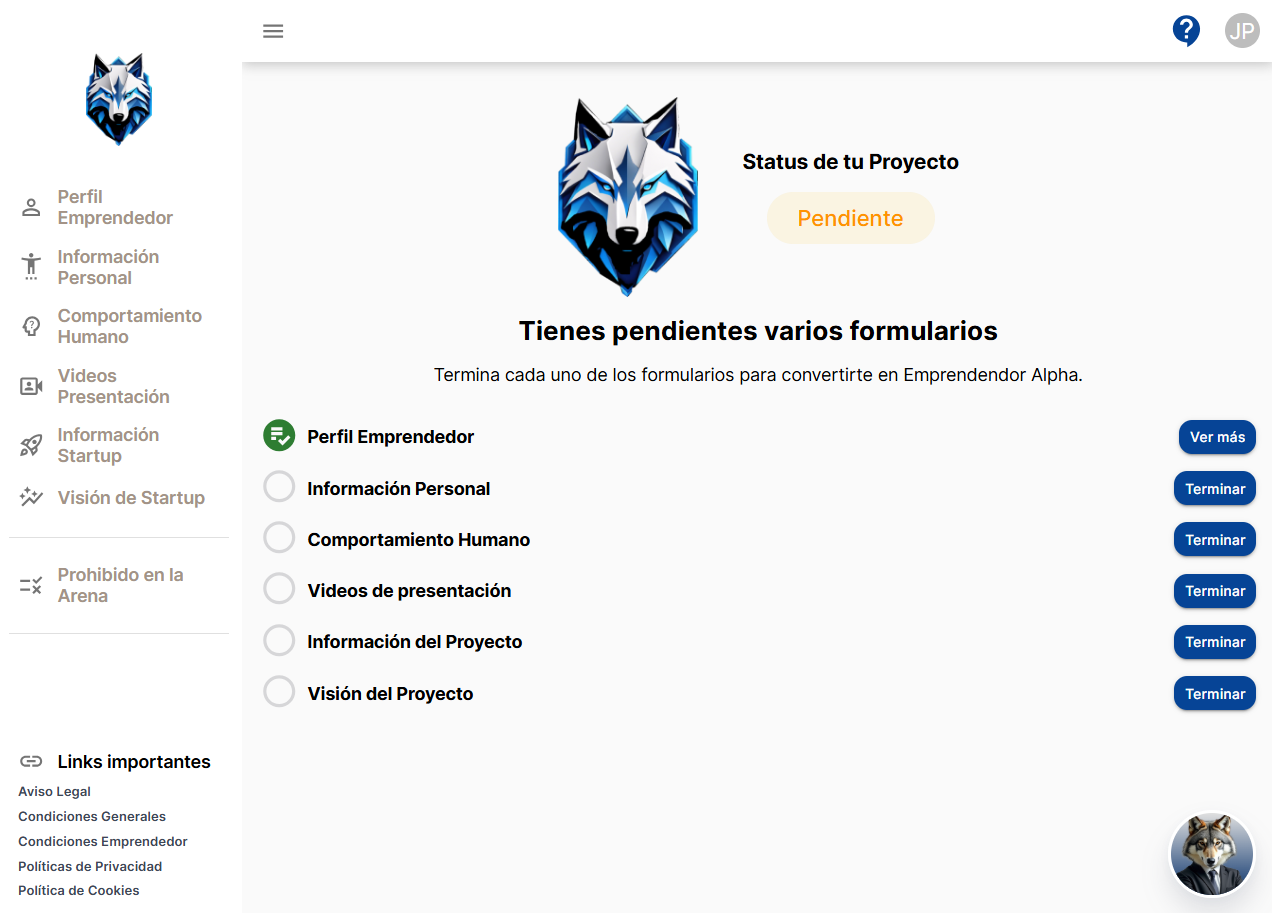 JP
Perfil
Emprendedor
Información
Personal
Comportamiento
Humano
Videos
Presentación
Información
Startup
Visión de Startup
Prohibido en la
Arena
Links importantes
Aviso Legal
Condiciones Generales
Condiciones Emprendedor
Políticas de Privacidad
Política de Cookies
Status de tu Proyecto
Pendiente
Tienes pendientes varios formularios
Termina cada uno de los formularios para convertirte en Emprendendor Alpha.
Perfil Emprendedor Ver más
Información Personal Terminar
Comportamiento Humano Terminar
Videos de presentación Terminar
Información del Proyecto Terminar
Visión del Proyecto Terminar